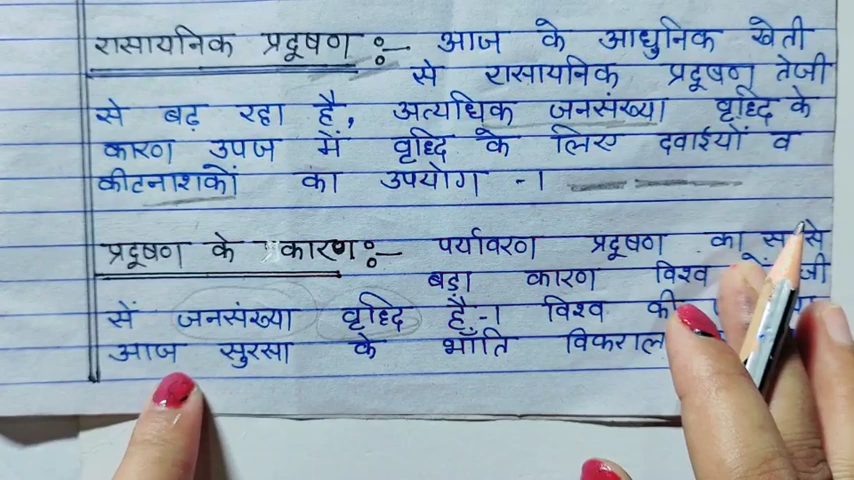 रासायनिक प्रदूषण :- आज के आधुनिक खेती
से रासायनिक प्रदूषण तेजी
से बढ़ रहा है, अत्यधिक जनसंख्या वृध्दि के
कारण उपज में वृध्दि के लिए दवाईयों व
कीटनाशकों का उपयोग -।
प्रदूषण के कारण :- पर्यावरण प्रदूषण का
बड़ा कारण विश्व
सें जनसंख्या वृध्दि है -। विश्व की
आज सुरसा के भाँति विकराल